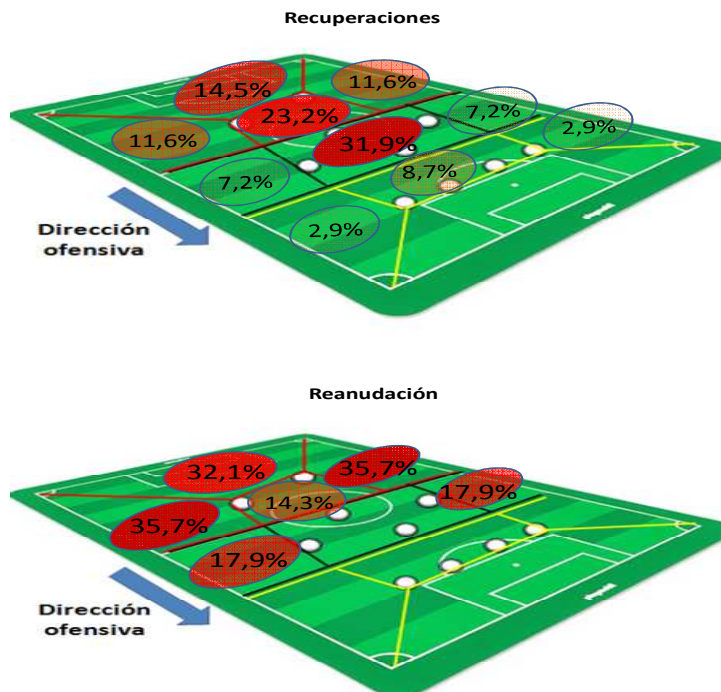 Recuperaciones
14,5%
11,6%
23,2%
7,2%
2,9%
11,6%
31,9%
7,2%
8,7%
2,9%
Dirección
ofensiva
Reanudación
32,1%
35,7%
14,3%
17,9%
35,7%
17,9%
Dirección
ofensiva